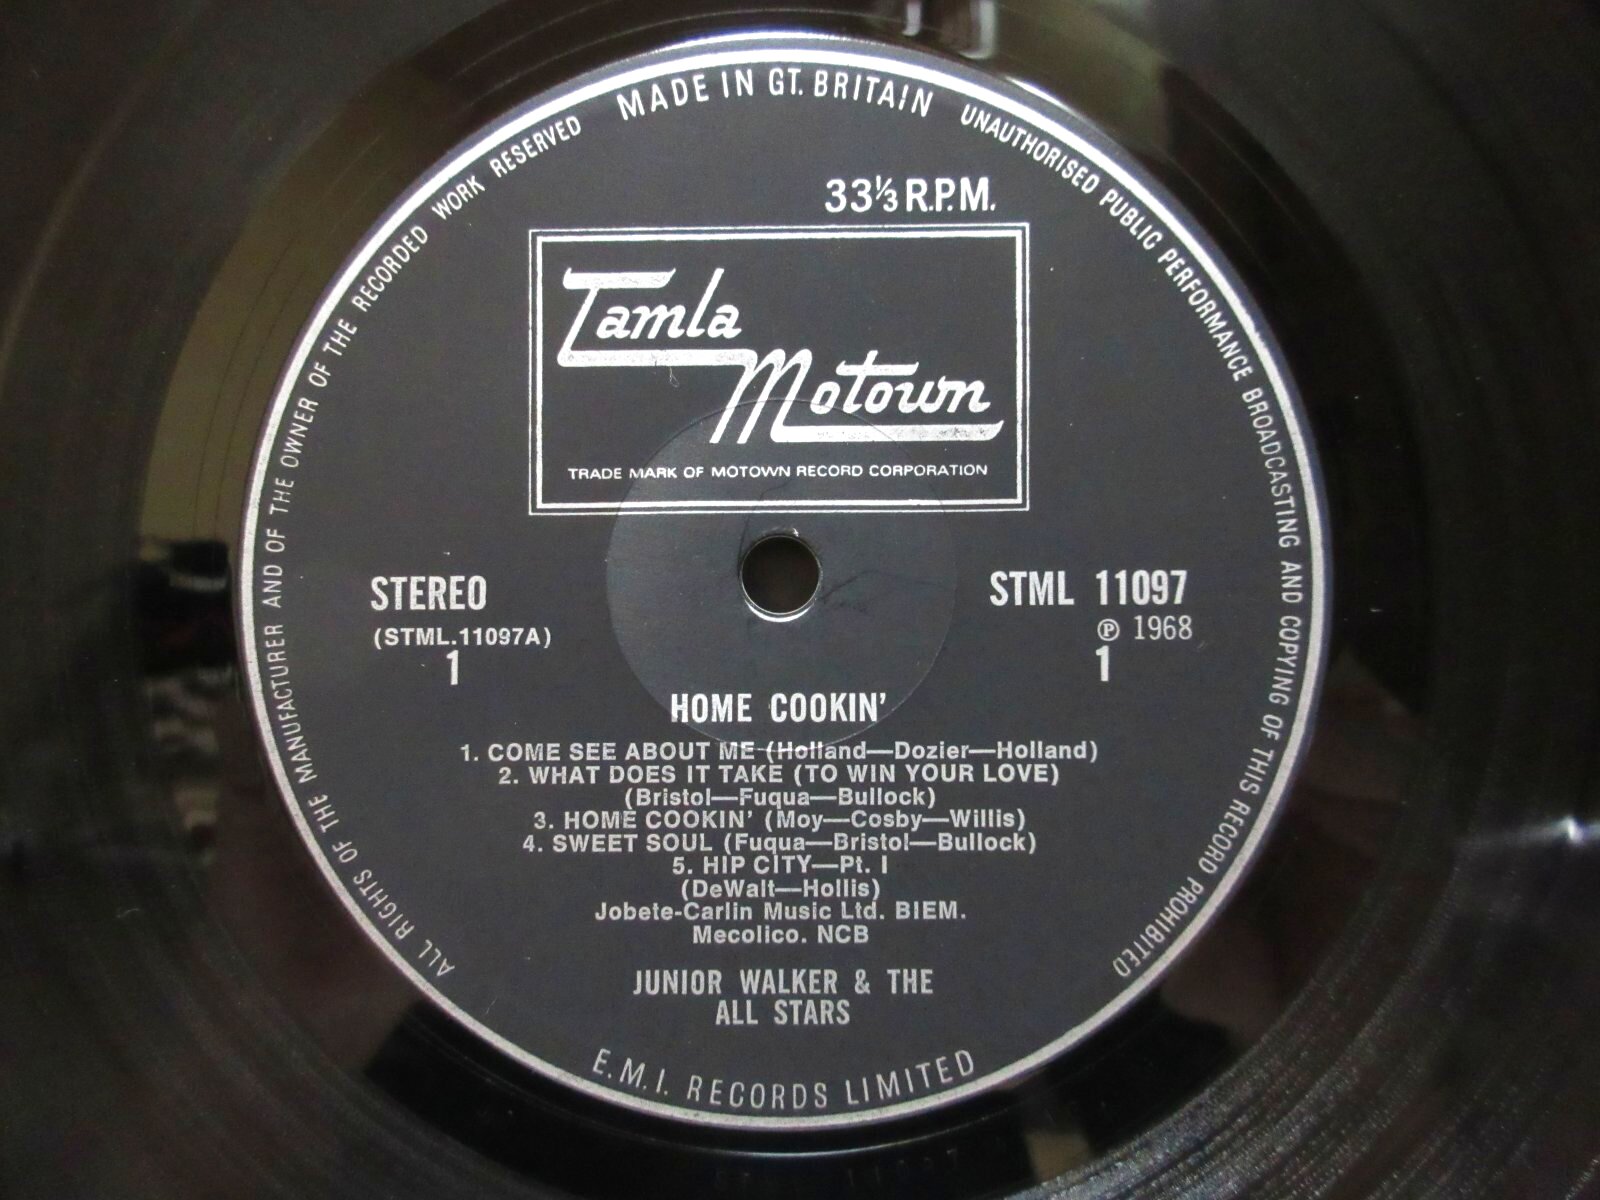 MADE IN GT. BRITAIN
UNAUTHORISED PUBLIC PERFORMANCE BROADCASTING AND COPYING OF THIS RECORD PROHIBITED
ALL RIGHTS OF THE MANUFACTURER AND OF THE OWNER OF THE RECORDED WORK RESERVED
33⅓ R.P.M.
Tamla
Motown
TRADE MARK OF MOTOWN RECORD CORPORATION
STEREO
(STML.11097A)
1
STML 11097
℗ 1968
1
HOME COOKIN'
1. COME SEE ABOUT ME (Holland—Dozier—Holland)
2. WHAT DOES IT TAKE (TO WIN YOUR LOVE)
(Bristol—Fuqua—Bullock)
3. HOME COOKIN' (Moy—Cosby—Willis)
4. SWEET SOUL (Fuqua—Bristol—Bullock)
5. HIP CITY—Pt. I
(DeWalt—Hollis)
Jobete-Carlin Music Ltd. BIEM.
Mecolico. NCB
JUNIOR WALKER & THE
ALL STARS
E.M.I. RECORDS LIMITED